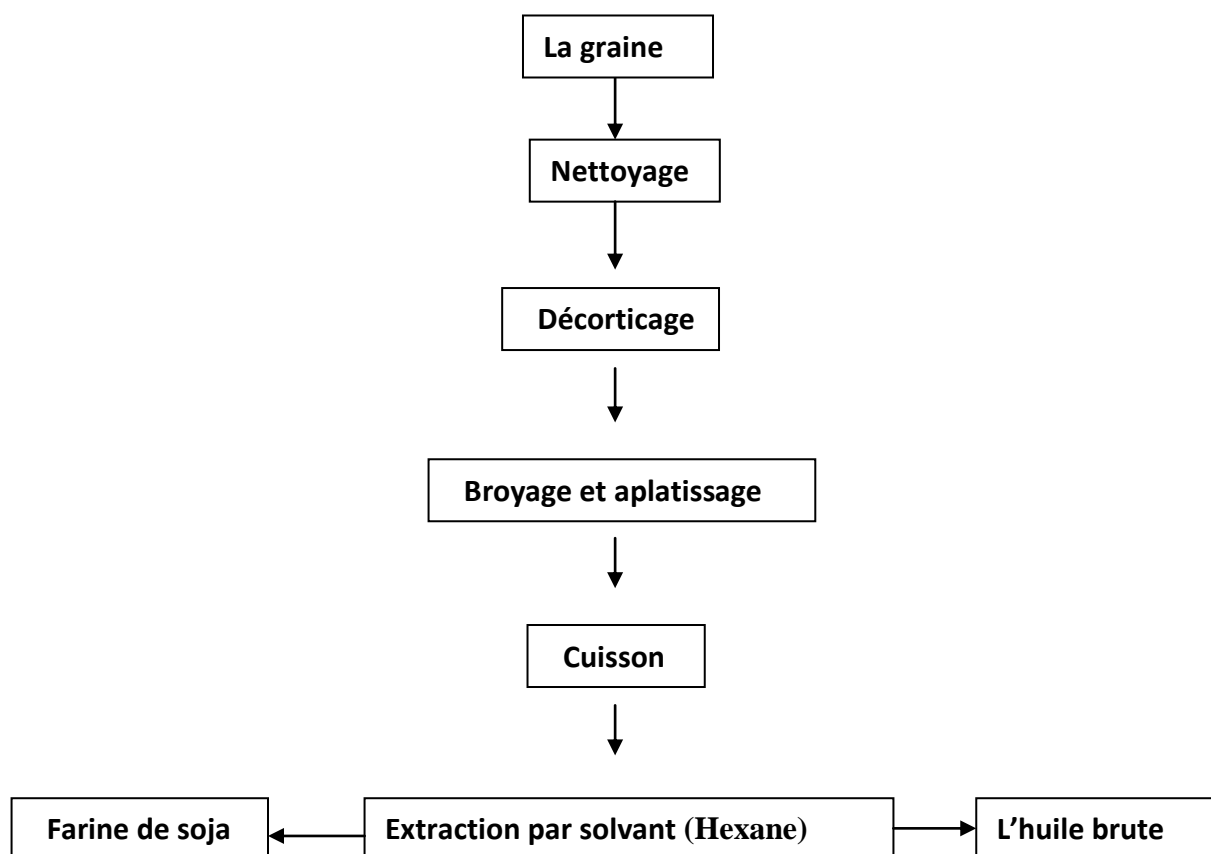 La graine
Nettoyage
Décorticage
Broyage et aplatissage
Cuisson
Farine de soja
Extraction par solvant (Hexane)
L’huile brute